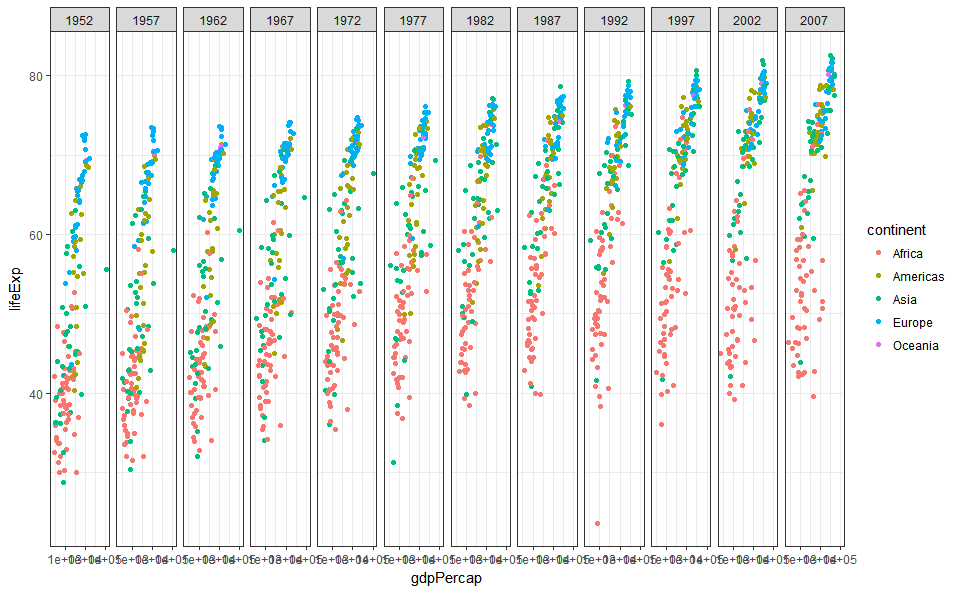 1952 1957 1962 1967 1972 1977 1982 1987 1992 1997 2002 2007
80
60
40
lifeExp
gdpPercap
continent
Africa
Americas
Asia
Europe
Oceania